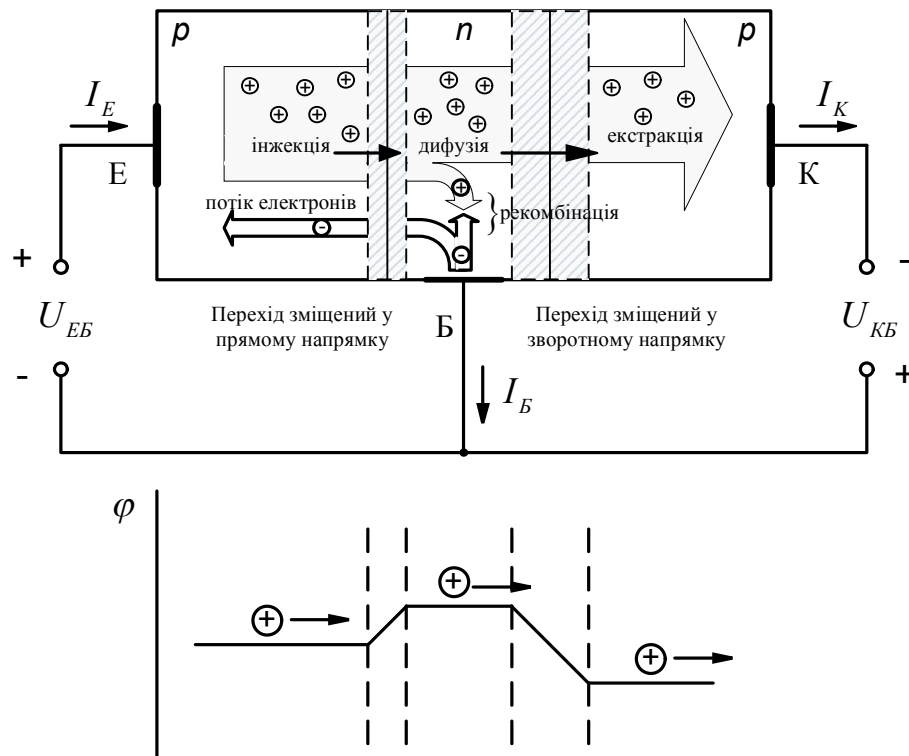 p
n
p
I_E
I_K
інжекція
дифузія
екстракція
Е
К
потік електронів
рекомбінація
+
-
U_ЕБ
U_КБ
Перехід зміщений у
прямому напрямку
Б
Перехід зміщений у
зворотному напрямку
-
+
I_Б
φ